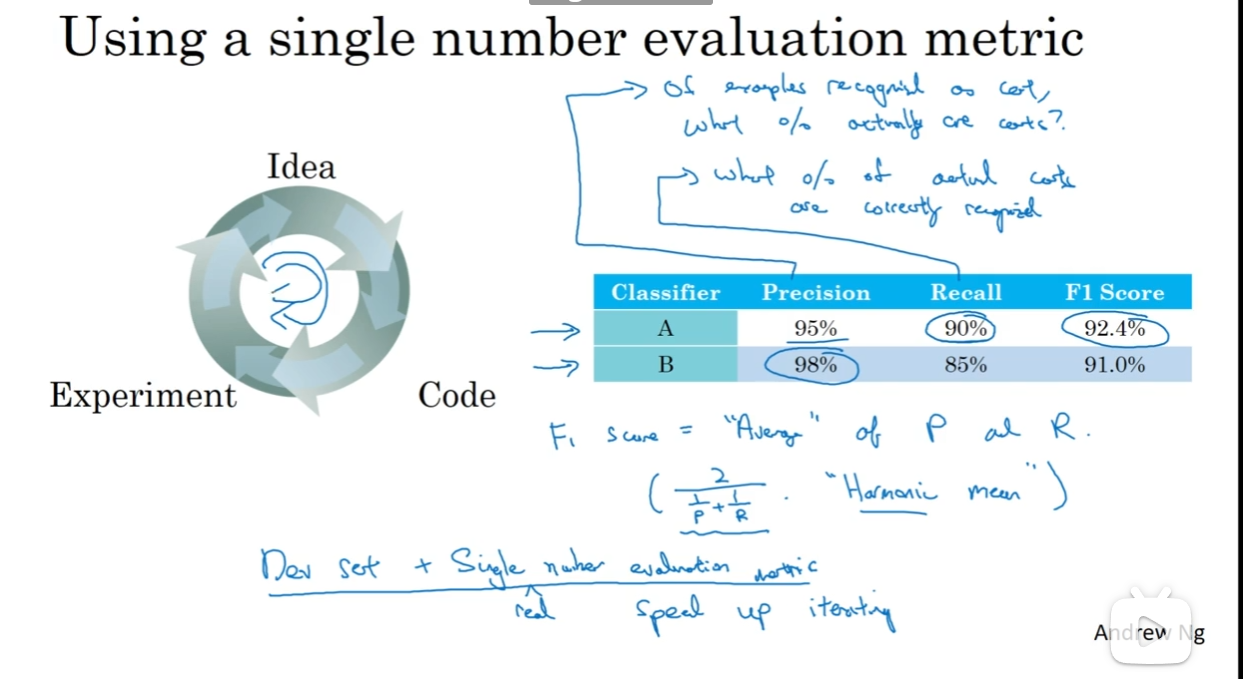 Using a single number evaluation metric
Of examples recognized as cat,
what % actually are cats?
what % of actual cats
are correctly recognized
Idea
Experiment
Code
Classifier Precision Recall F1 Score
A 95% 90% 92.4%
B 98% 85% 91.0%
F₁ Score = "Average" of P and R.
( 2 / (1/P + 1/R) . "Harmonic mean" )
Dev set + Single number evaluation metric
real speed up iterating
Andrew Ng